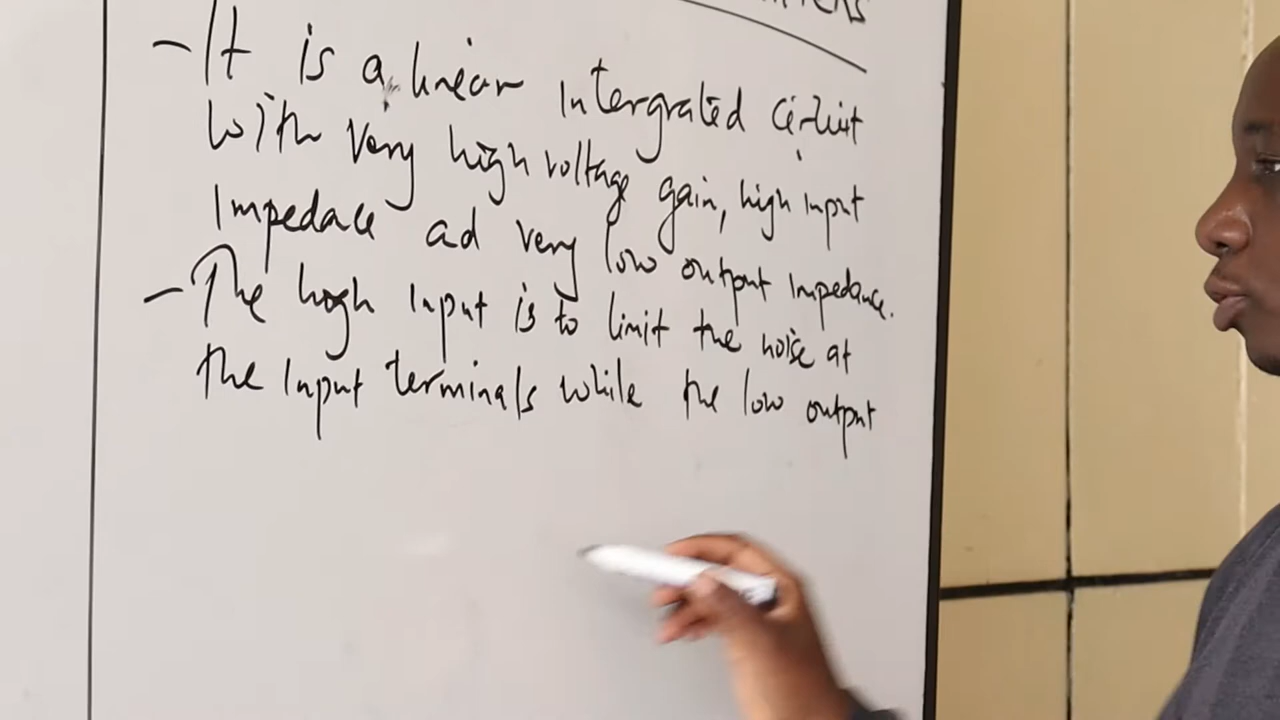 - It is a linear Intergrated Circuit
with very high voltage gain, high input
Impedace ad very low output Impedance.
- The high Input is to limit the noise at
the Input terminals while the low output